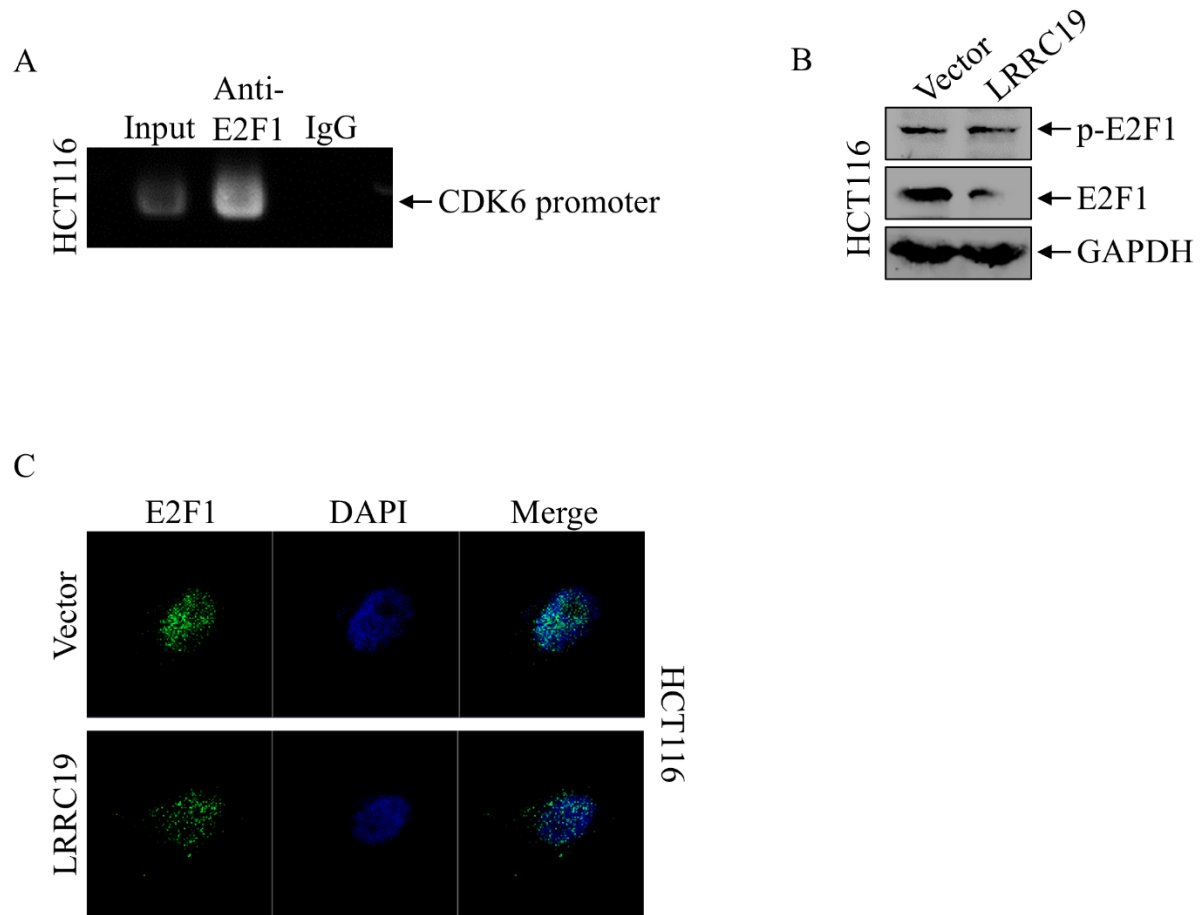 A
Anti-
Input E2F1 IgG
HCT116
CDK6 promoter
B
Vector LRRC19
HCT116
p-E2F1
E2F1
GAPDH
C
E2F1 DAPI Merge
Vector
LRRC19
HCT116